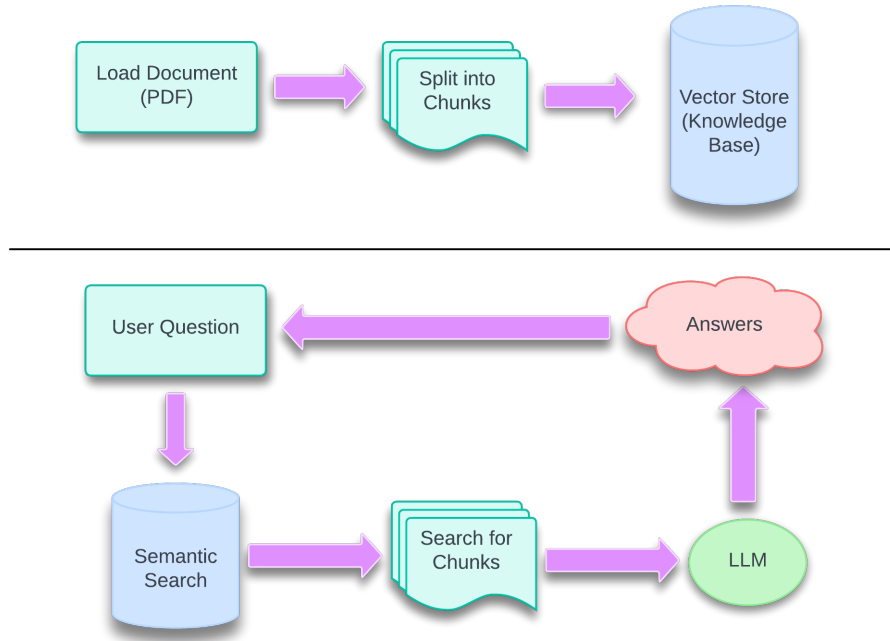 Load Document
(PDF)
Split into
Chunks
Vector Store
(Knowledge
Base)
User Question
Answers
Semantic
Search
Search for
Chunks
LLM